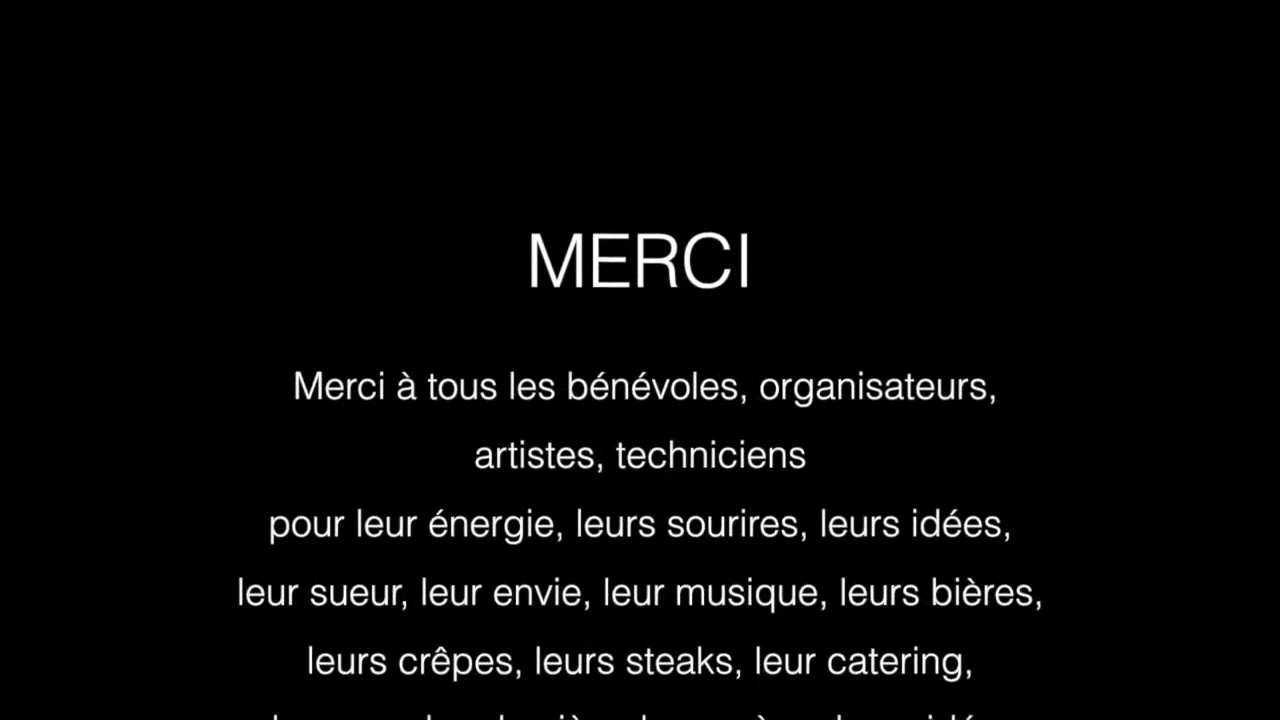 MERCI
Merci à tous les bénévoles, organisateurs,
artistes, techniciens
pour leur énergie, leurs sourires, leurs idées,
leur sueur, leur envie, leur musique, leurs bières,
leurs crêpes, leurs steaks, leur catering,